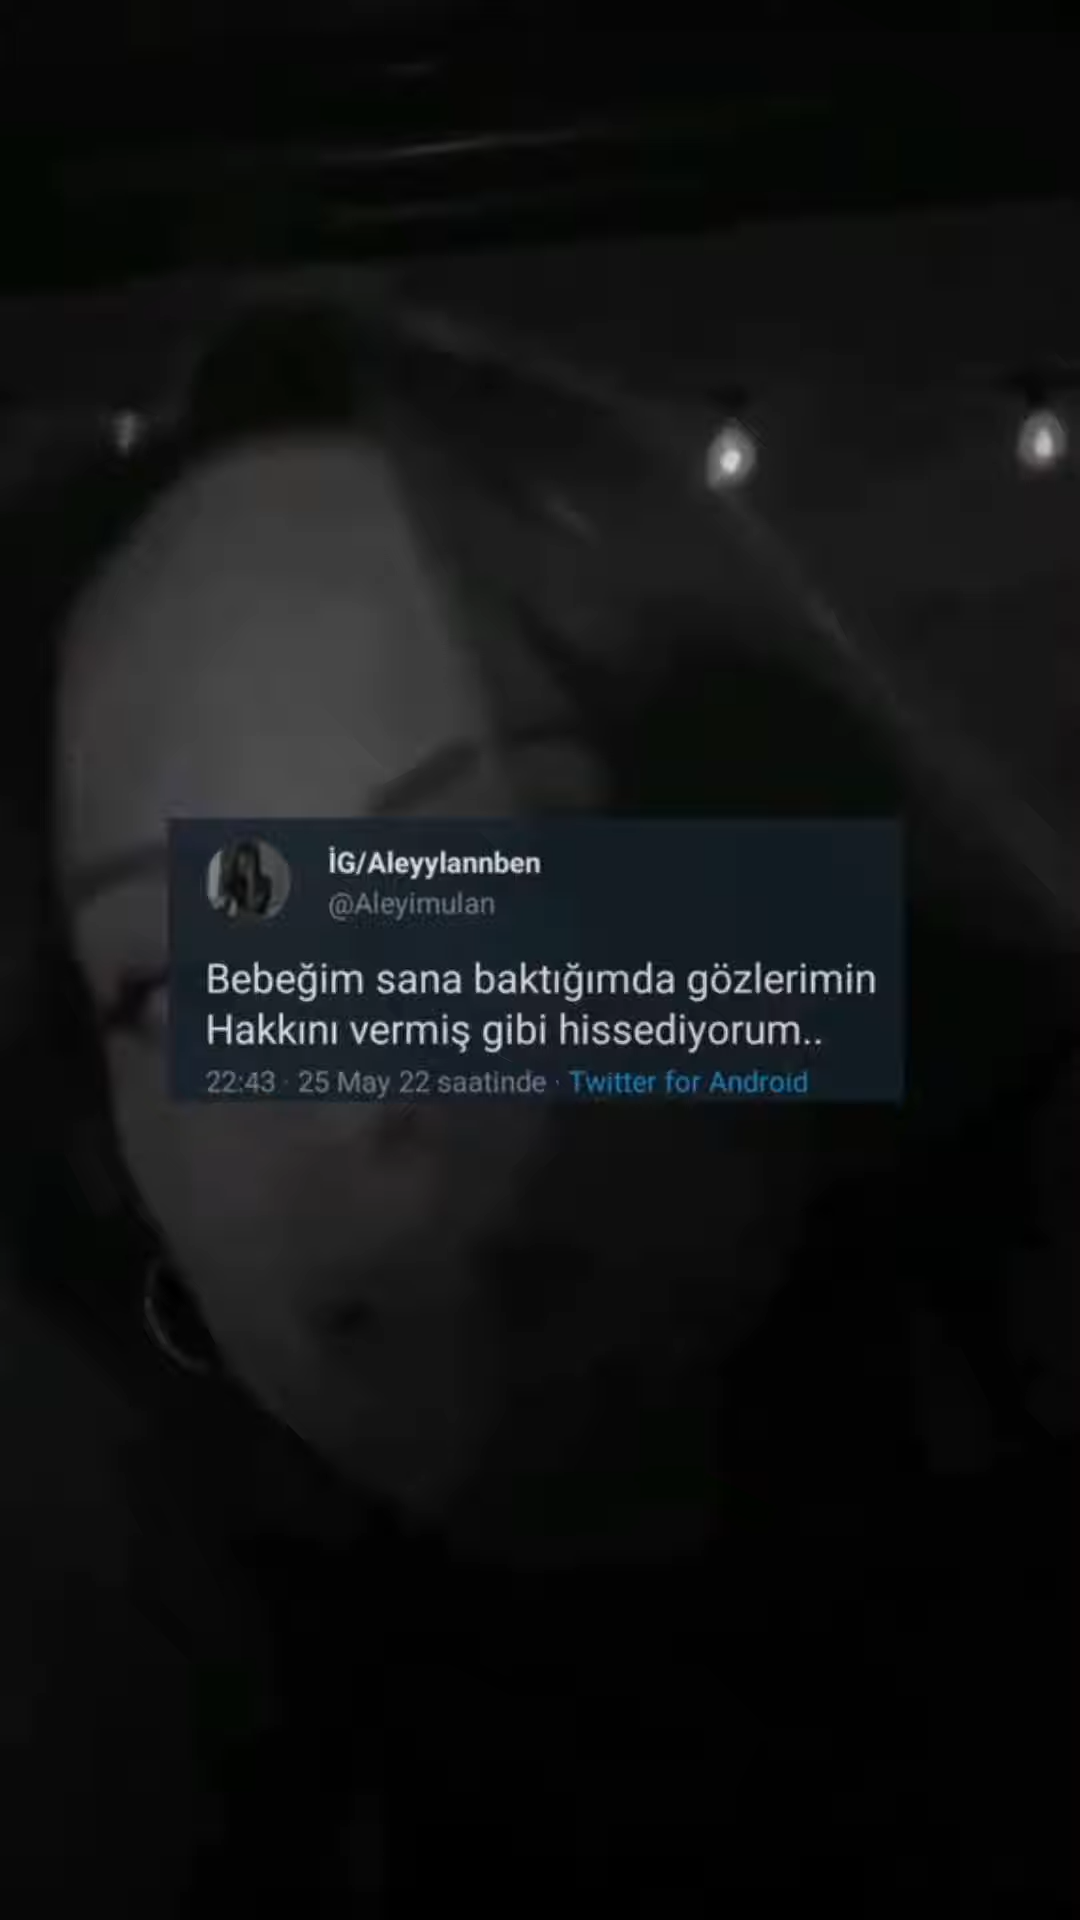 İG/Aleyylannben
@Aleyimulan
Bebeğim sana baktığımda gözlerimin
Hakkını vermiş gibi hissediyorum..
22:43 · 25 May 22 saatinde · Twitter for Android